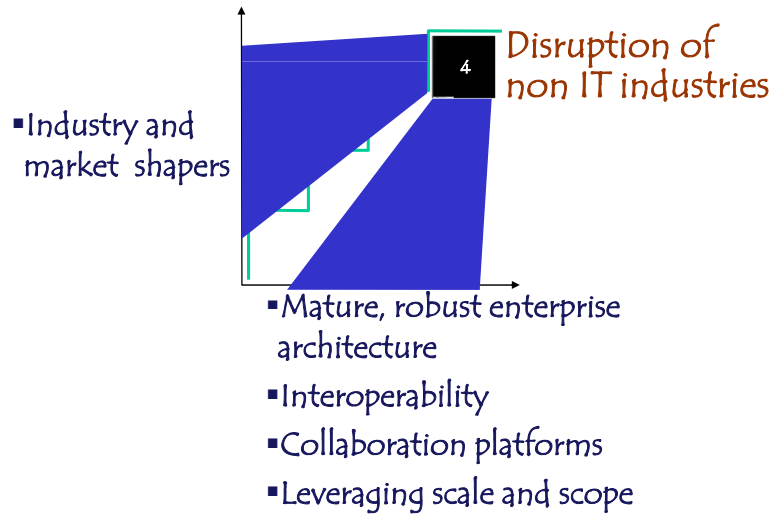 4
Disruption of
non IT industries
▪Industry and
market shapers
▪Mature, robust enterprise
architecture
▪Interoperability
▪Collaboration platforms
▪Leveraging scale and scope